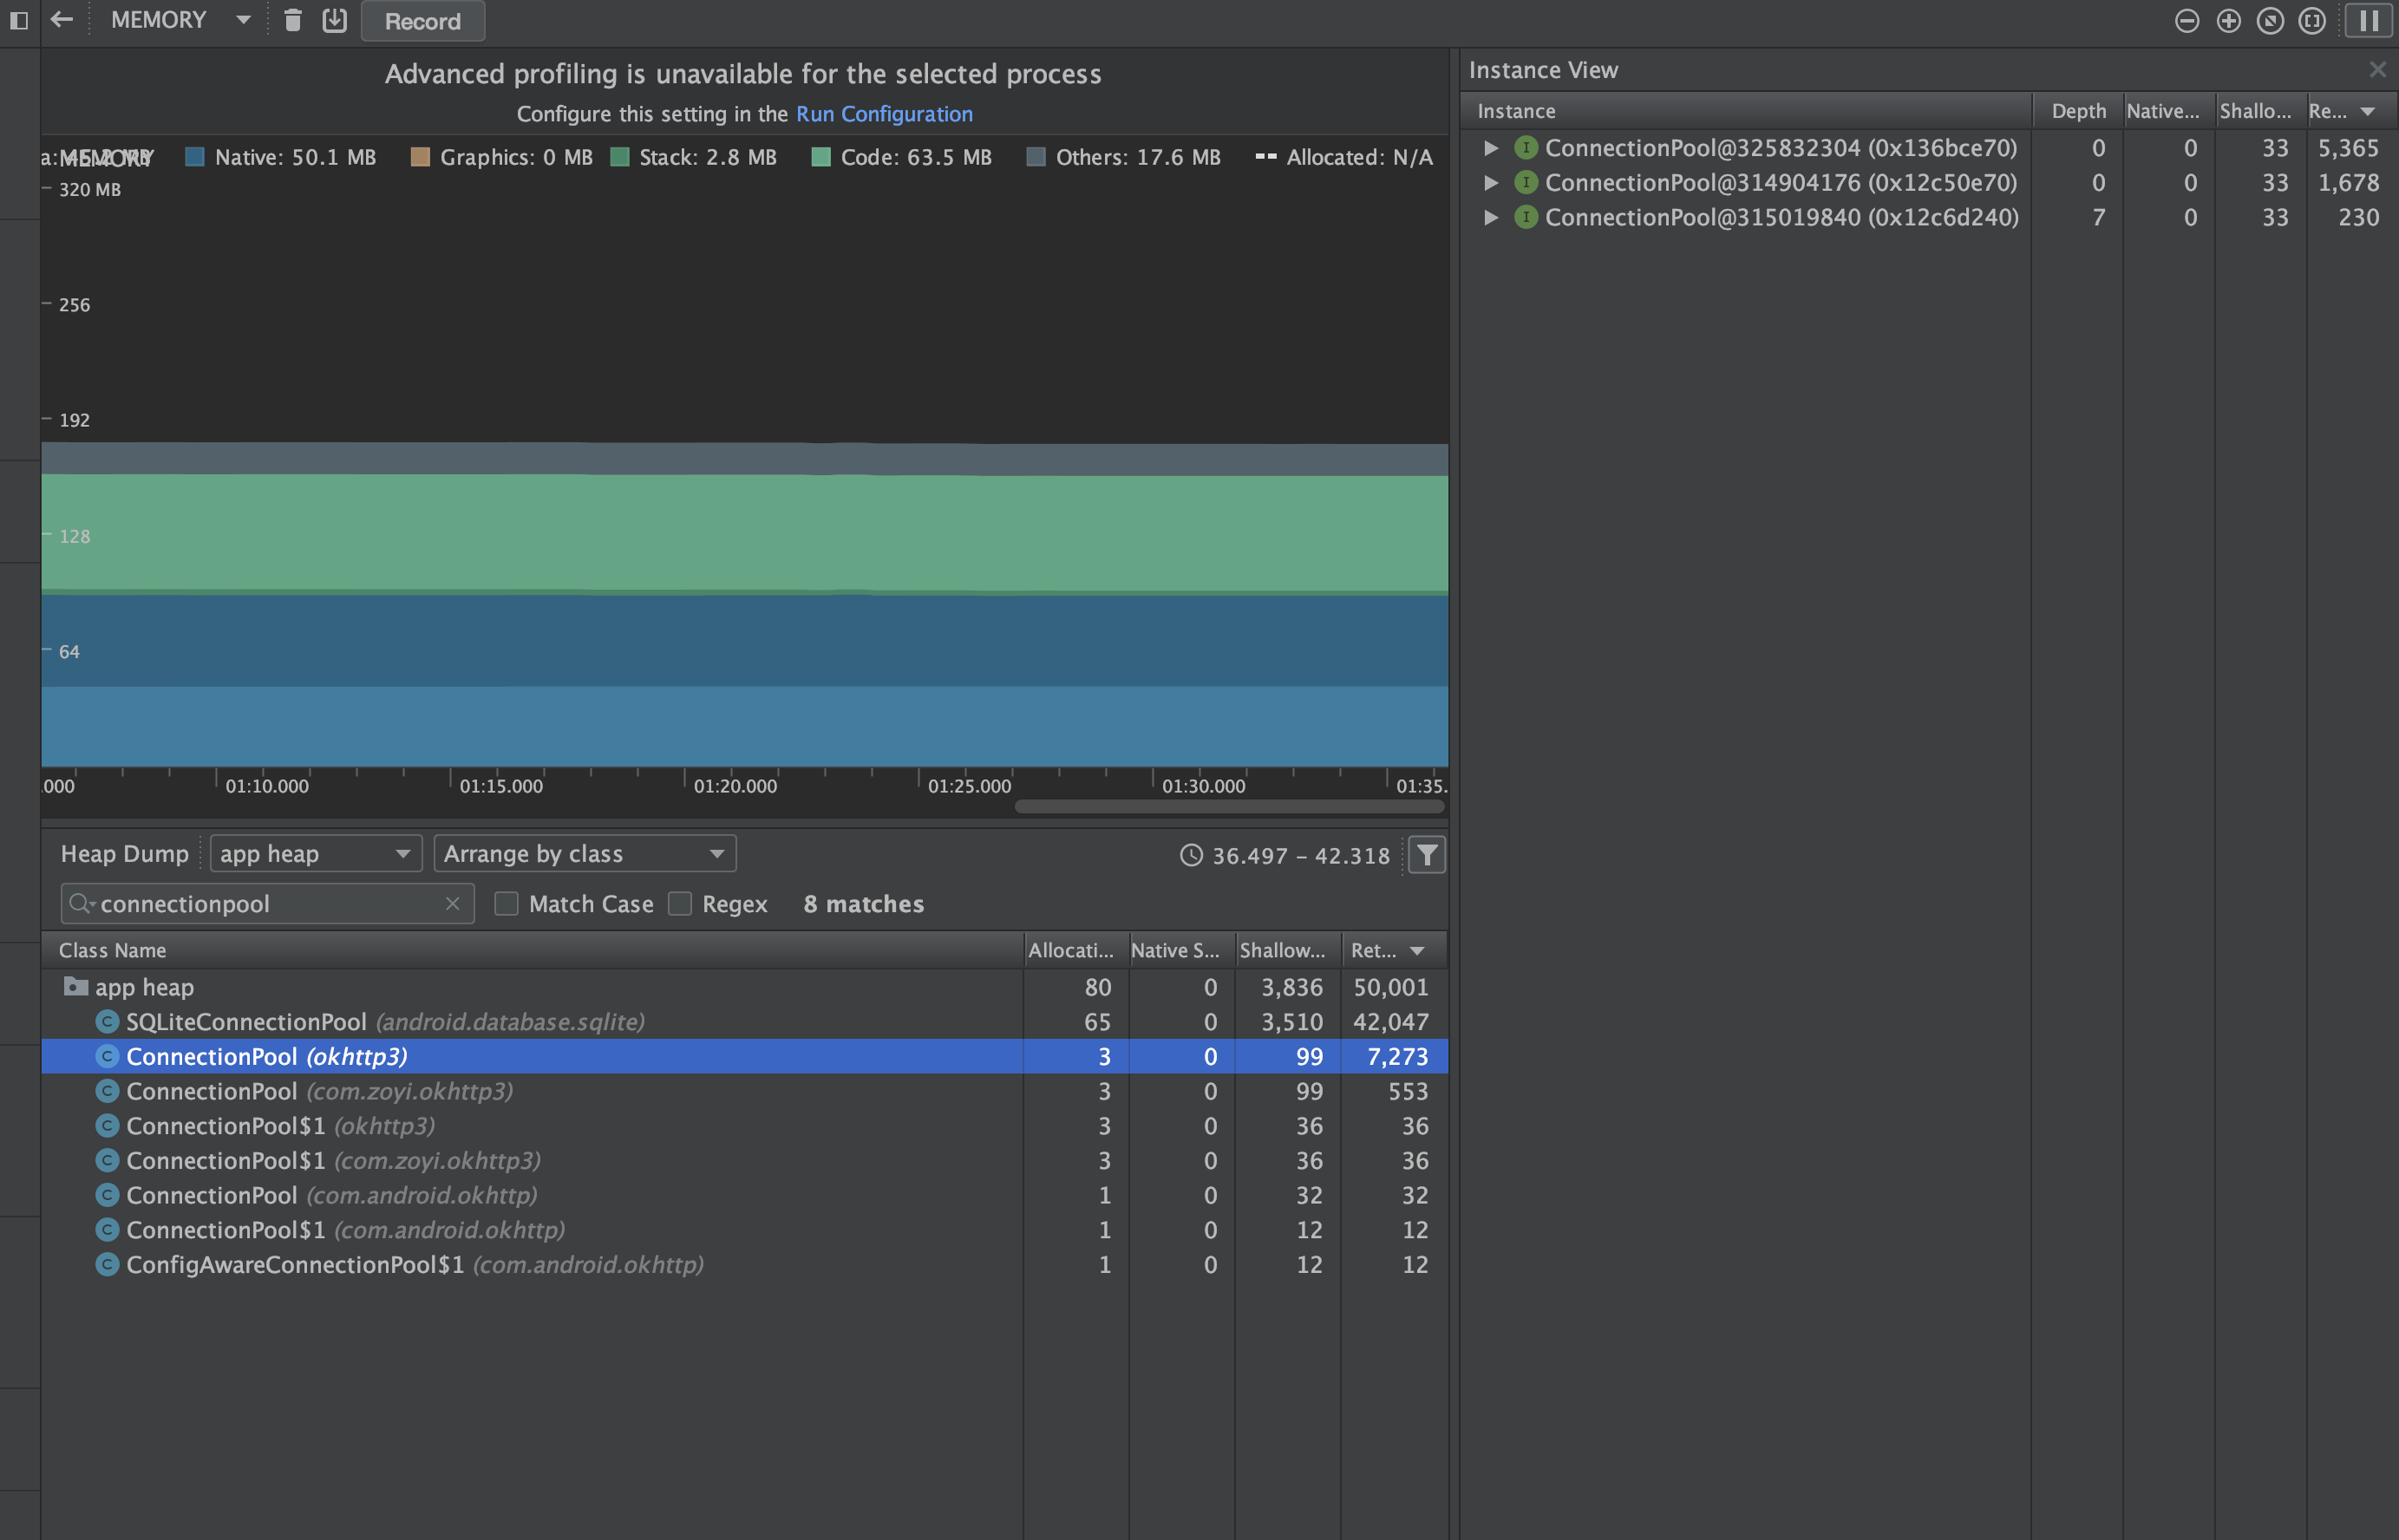 MEMORY
Record
Advanced profiling is unavailable for the selected process
Configure this setting in the Run Configuration
MEMORY
a: 45.2 MB Native: 50.1 MB Graphics: 0 MB Stack: 2.8 MB Code: 63.5 MB Others: 17.6 MB Allocated: N/A
320 MB
256
192
128
64
.000 01:10.000 01:15.000 01:20.000 01:25.000 01:30.000 01:35.
Heap Dump app heap Arrange by class 36.497 – 42.318
connectionpool Match Case Regex 8 matches
Class Name Allocati... Native S... Shallow... Ret...
app heap 80 0 3,836 50,001
SQLiteConnectionPool (android.database.sqlite) 65 0 3,510 42,047
ConnectionPool (okhttp3) 3 0 99 7,273
ConnectionPool (com.zoyi.okhttp3) 3 0 99 553
ConnectionPool$1 (okhttp3) 3 0 36 36
ConnectionPool$1 (com.zoyi.okhttp3) 3 0 36 36
ConnectionPool (com.android.okhttp) 1 0 32 32
ConnectionPool$1 (com.android.okhttp) 1 0 12 12
ConfigAwareConnectionPool$1 (com.android.okhttp) 1 0 12 12
Instance View
Instance Depth Native... Shallo... Re...
ConnectionPool@325832304 (0x136bce70) 0 0 33 5,365
ConnectionPool@314904176 (0x12c50e70) 0 0 33 1,678
ConnectionPool@315019840 (0x12c6d240) 7 0 33 230